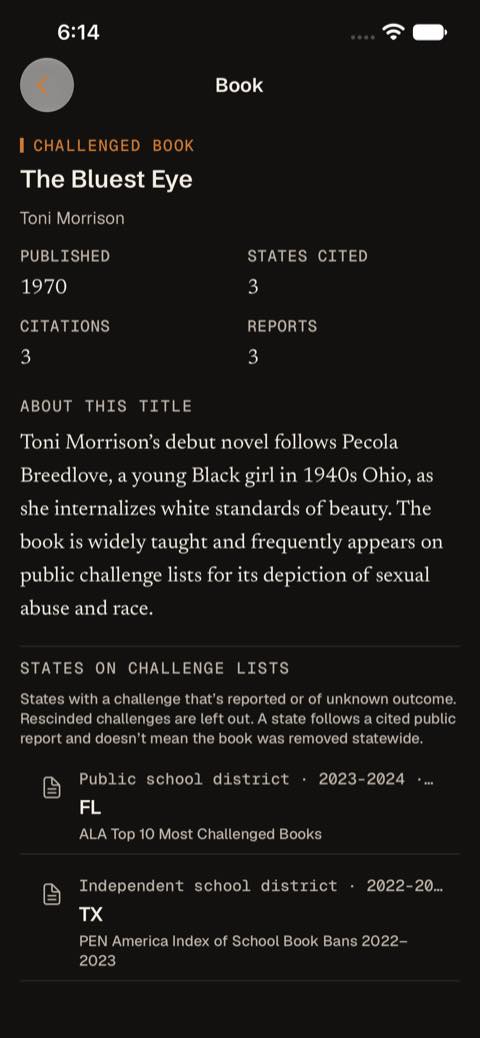 6:14
Book
CHALLENGED BOOK
The Bluest Eye
Toni Morrison
PUBLISHED
1970
STATES CITED
3
CITATIONS
3
REPORTS
3
ABOUT THIS TITLE
Toni Morrison’s debut novel follows Pecola
Breedlove, a young Black girl in 1940s Ohio, as
she internalizes white standards of beauty. The
book is widely taught and frequently appears on
public challenge lists for its depiction of sexual
abuse and race.
STATES ON CHALLENGE LISTS
States with a challenge that’s reported or of unknown outcome.
Rescinded challenges are left out. A state follows a cited public
report and doesn’t mean the book was removed statewide.
Public school district · 2023–2024 ·…
FL
ALA Top 10 Most Challenged Books
Independent school district · 2022–20…
TX
PEN America Index of School Book Bans 2022–
2023